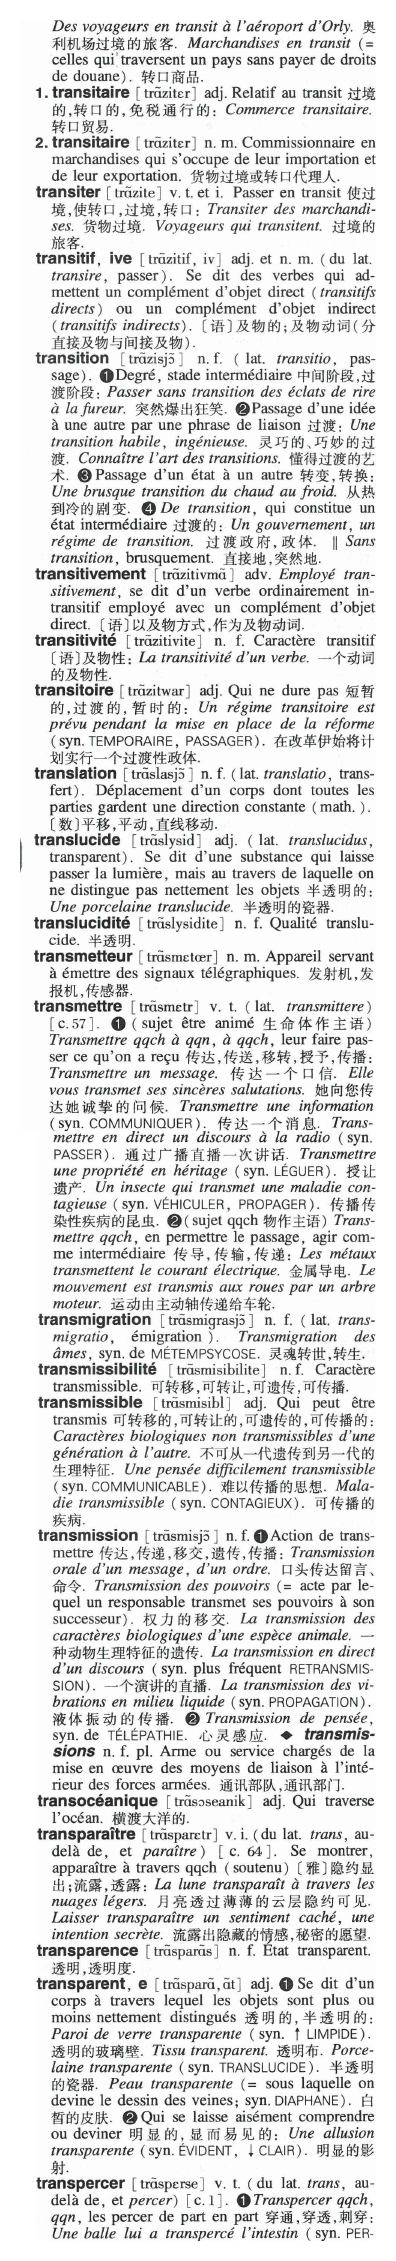 Des voyageurs en transit à l'aéroport d'Orly. 奥
利机场过境的旅客. Marchandises en transit (=
celles qui traversent un pays sans payer de droits
de douane). 转口商品.
1. transitaire [trɑ̃zitɛr] adj. Relatif au transit 过境
的,转口的,免税通行的: Commerce transitaire.
转口贸易.
2. transitaire [trɑ̃zitɛr] n. m. Commissionnaire en
marchandises qui s'occupe de leur importation et
de leur exportation. 货物过境或转口代理人.
transiter [trɑ̃zite] v. t. et i. Passer en transit 使过
境,使转口,过境,转口: Transiter des marchandi-
ses. 货物过境. Voyageurs qui transitent. 过境的
旅客.
transitif, ive [trɑ̃zitif, iv] adj. et n. m. (du lat.
transire, passer). Se dit des verbes qui ad-
mettent un complément d'objet direct (transitifs
directs) ou un complément d'objet indirect
(transitifs indirects). 〔语〕及物的;及物动词(分
直接及物与间接及物).
transition [trɑ̃zisjɔ̃] n. f. (lat. transitio, pas-
sage). ❶Degré, stade intermédiaire 中间阶段,过
渡阶段: Passer sans transition des éclats de rire
à la fureur. 突然爆出狂笑. ❷Passage d'une idée
à une autre par une phrase de liaison 过渡: Une
transition habile, ingénieuse. 灵巧的、巧妙的过
渡. Connaître l'art des transitions. 懂得过渡的艺
术. ❸Passage d'un état à un autre 转变,转换:
Une brusque transition du chaud au froid. 从热
到冷的剧变. ❹De transition, qui constitue un
état intermédiaire 过渡的: Un gouvernement, un
régime de transition. 过渡政府,政体. ‖ Sans
transition, brusquement. 直接地,突然地.
transitivement [trɑ̃zitivmɑ̃] adv. Employé tran-
sitivement, se dit d'un verbe ordinairement in-
transitif employé avec un complément d'objet
direct. 〔语〕以及物方式,作为及物动词.
transitivité [trɑ̃zitivite] n. f. Caractère transitif
〔语〕及物性: La transitivité d'un verbe. 一个动词
的及物性.
transitoire [trɑ̃zitwar] adj. Qui ne dure pas 短暂
的,过渡的,暂时的: Un régime transitoire est
prévu pendant la mise en place de la réforme
(syn. TEMPORAIRE, PASSAGER). 在改革伊始将计
划实行一个过渡性政体.
translation [trɑ̃slasjɔ̃] n. f. (lat. translatio, trans-
fert). Déplacement d'un corps dont toutes les
parties gardent une direction constante (math.).
〔数〕平移,平动,直线移动.
translucide [trɑ̃slysid] adj. (lat. translucidus,
transparent). Se dit d'une substance qui laisse
passer la lumière, mais au travers de laquelle on
ne distingue pas nettement les objets 半透明的:
Une porcelaine translucide. 半透明的瓷器.
translucidité [trɑ̃slysidite] n. f. Qualité translu-
cide. 半透明.
transmetteur [trɑ̃smɛtœr] n. m. Appareil servant
à émettre des signaux télégraphiques. 发射机,发
报机,传感器.
transmettre [trɑ̃smɛtr] v. t. (lat. transmittere)
[c. 57]. ❶ (sujet être animé 生命体作主语)
Transmettre qqch à qqn, à qqch, leur faire pas-
ser ce qu'on a reçu 传达,传送,移转,授予,传播:
Transmettre un message. 传达一个口信. Elle
vous transmet ses sincères salutations. 她向您传
达她诚挚的问候. Transmettre une information
(syn. COMMUNIQUER). 传达一个消息. Trans-
mettre en direct un discours à la radio (syn.
PASSER). 通过广播直播一次讲话. Transmettre
une propriété en héritage (syn. LÉGUER). 授让
遗产. Un insecte qui transmet une maladie con-
tagieuse (syn. VÉHICULER, PROPAGER). 传播传
染性疾病的昆虫. ❷(sujet qqch 物作主语) Trans-
mettre qqch, en permettre le passage, agir com-
me intermédiaire 传导,传输,传递: Les métaux
transmettent le courant électrique. 金属导电. Le
mouvement est transmis aux roues par un arbre
moteur. 运动由主动轴传递给车轮.
transmigration [trɑ̃smigrasjɔ̃] n. f. (lat. trans-
migratio, émigration). Transmigration des
âmes, syn. de MÉTEMPSYCOSE. 灵魂转世,转生.
transmissibilité [trɑ̃smisibilite] n. f. Caractère
transmissible. 可转移,可转让,可遗传,可传播.
transmissible [trɑ̃smisibl] adj. Qui peut être
transmis 可转移的,可转让的,可遗传的,可传播的:
Caractères biologiques non transmissibles d'une
génération à l'autre. 不可从一代遗传到另一代的
生理特征. Une pensée difficilement transmissible
(syn. COMMUNICABLE). 难以传播的思想. Mala-
die transmissible (syn. CONTAGIEUX). 可传播的
疾病.
transmission [trɑ̃smisjɔ̃] n. f. ❶Action de trans-
mettre 传达,传递,移交,遗传,传播: Transmission
orale d'un message, d'un ordre. 口头传达留言、
命令. Transmission des pouvoirs (= acte par le-
quel un responsable transmet ses pouvoirs à son
successeur). 权力的移交. La transmission des
caractères biologiques d'une espèce animale. 一
种动物生理特征的遗传. La transmission en direct
d'un discours (syn. plus fréquent RETRANSMIS-
SION). 一个演讲的直播. La transmission des vi-
brations en milieu liquide (syn. PROPAGATION).
液体振动的传播. ❷ Transmission de pensée,
syn. de TÉLÉPATHIE. 心灵感应. ◆ transmis-
sions n. f. pl. Arme ou service chargés de la
mise en œuvre des moyens de liaison à l'inté-
rieur des forces armées. 通讯部队,通讯部门.
transocéanique [trɑ̃sɔseanik] adj. Qui traverse
l'océan. 横渡大洋的.
transparaître [trɑ̃sparɛtr] v. i. (du lat. trans, au-
delà de, et paraître) [c. 64]. Se montrer,
apparaître à travers qqch (soutenu) 〔雅〕隐约显
出;流露,透露: La lune transparaît à travers les
nuages légers. 月亮透过薄薄的云层隐约可见.
Laisser transparaître un sentiment caché, une
intention secrète. 流露出隐藏的情感,秘密的愿望.
transparence [trɑ̃sparɑ̃s] n. f. État transparent.
透明,透明度.
transparent, e [trɑ̃sparɑ̃, ɑ̃t] adj. ❶Se dit d'un
corps à travers lequel les objets sont plus ou
moins nettement distingués 透明的,半透明的:
Paroi de verre transparente (syn. ↑ LIMPIDE).
透明的玻璃壁. Tissu transparent. 透明布. Porce-
laine transparente (syn. TRANSLUCIDE). 半透明
的瓷器. Peau transparente (= sous laquelle on
devine le dessin des veines; syn. DIAPHANE). 白
皙的皮肤. ❷Qui se laisse aisément comprendre
ou deviner 明显的,显而易见的: Une allusion
transparente (syn. ÉVIDENT, ↓ CLAIR). 明显的影
射.
transpercer [trɑ̃spɛrse] v. t. (du lat. trans, au-
delà de, et percer) [c. 1]. ❶Transpercer qqch,
qqn, les percer de part en part 穿通,穿透,刺穿:
Une balle lui a transpercé l'intestin (syn. PER-